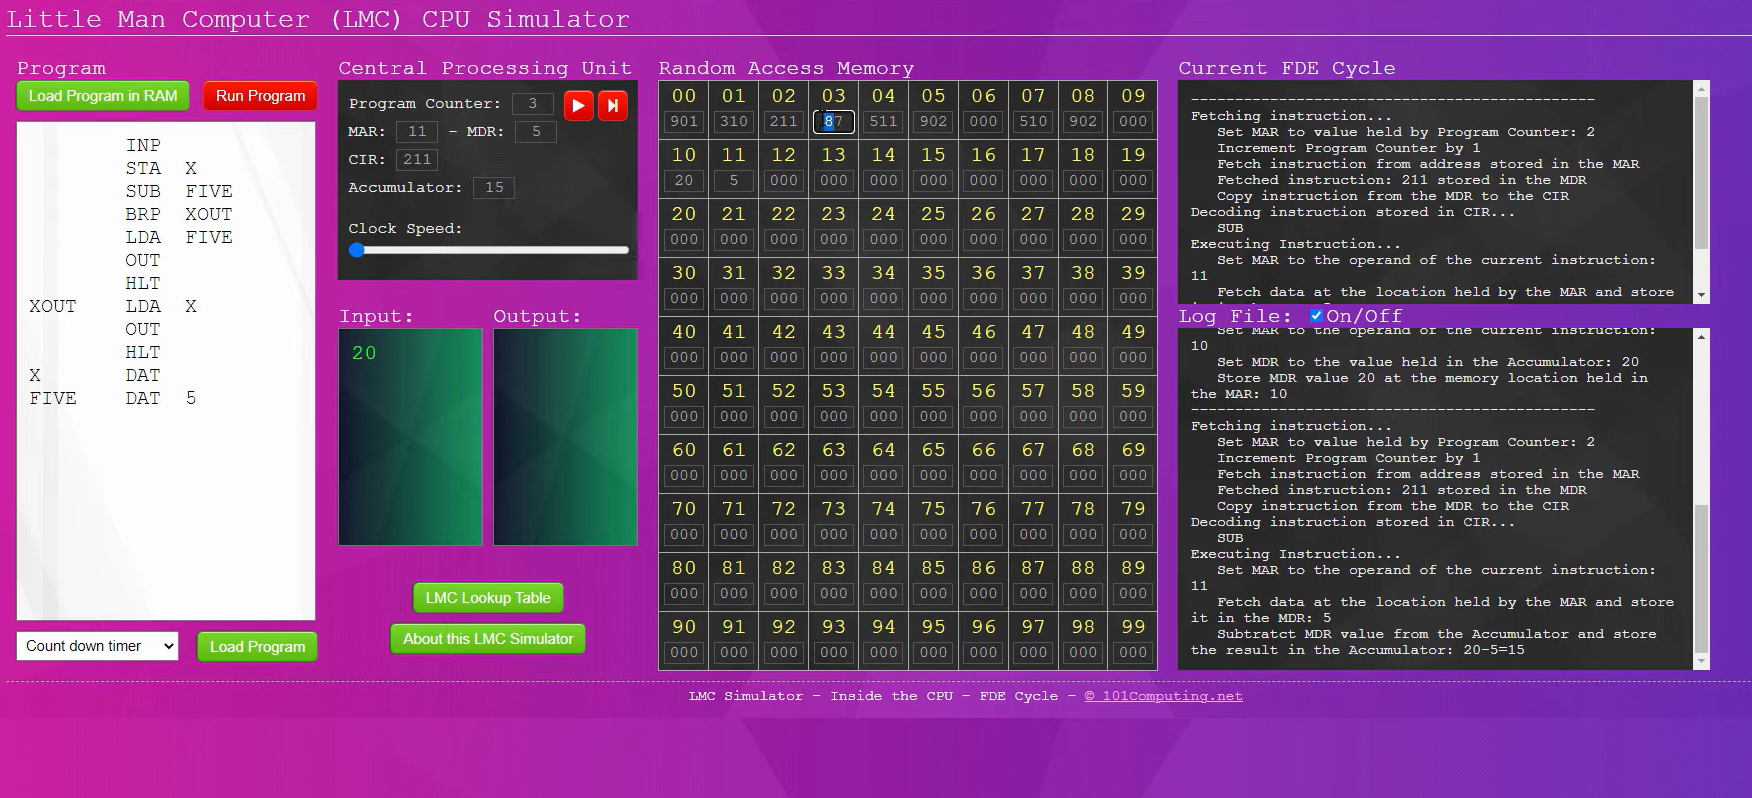 Little Man Computer (LMC) CPU Simulator
Program
Load Program in RAM
Run Program
INP
STA X
SUB FIVE
BRP XOUT
LDA FIVE
OUT
HLT
XOUT LDA X
OUT
HLT
X DAT
FIVE DAT 5
Count down timer
Load Program
Central Processing Unit
Program Counter: 3
MAR: 11 - MDR: 5
CIR: 211
Accumulator: 15
Clock Speed:
Input:
20
Output:
LMC Lookup Table
About this LMC Simulator
Random Access Memory
00 01 02 03 04 05 06 07 08 09
901 310 211 87 511 902 000 510 902 000
10 11 12 13 14 15 16 17 18 19
20 5 000 000 000 000 000 000 000 000
20 21 22 23 24 25 26 27 28 29
000 000 000 000 000 000 000 000 000 000
30 31 32 33 34 35 36 37 38 39
000 000 000 000 000 000 000 000 000 000
40 41 42 43 44 45 46 47 48 49
000 000 000 000 000 000 000 000 000 000
50 51 52 53 54 55 56 57 58 59
000 000 000 000 000 000 000 000 000 000
60 61 62 63 64 65 66 67 68 69
000 000 000 000 000 000 000 000 000 000
70 71 72 73 74 75 76 77 78 79
000 000 000 000 000 000 000 000 000 000
80 81 82 83 84 85 86 87 88 89
000 000 000 000 000 000 000 000 000 000
90 91 92 93 94 95 96 97 98 99
000 000 000 000 000 000 000 000 000 000
Current FDE Cycle
----------------------------------------------
Fetching instruction...
Set MAR to value held by Program Counter: 2
Increment Program Counter by 1
Fetch instruction from address stored in the MAR
Fetched instruction: 211 stored in the MDR
Copy instruction from the MDR to the CIR
Decoding instruction stored in CIR...
SUB
Executing Instruction...
Set MAR to the operand of the current instruction:
11
Fetch data at the location held by the MAR and store
Log File: On/Off
Set MAR to the operand of the current instruction:
10
Set MDR to the value held in the Accumulator: 20
Store MDR value 20 at the memory location held in
the MAR: 10
----------------------------------------------
Fetching instruction...
Set MAR to value held by Program Counter: 2
Increment Program Counter by 1
Fetch instruction from address stored in the MAR
Fetched instruction: 211 stored in the MDR
Copy instruction from the MDR to the CIR
Decoding instruction stored in CIR...
SUB
Executing Instruction...
Set MAR to the operand of the current instruction:
11
Fetch data at the location held by the MAR and store
it in the MDR: 5
Subtratct MDR value from the Accumulator and store
the result in the Accumulator: 20-5=15
LMC Simulator - Inside the CPU - FDE Cycle - © 101Computing.net